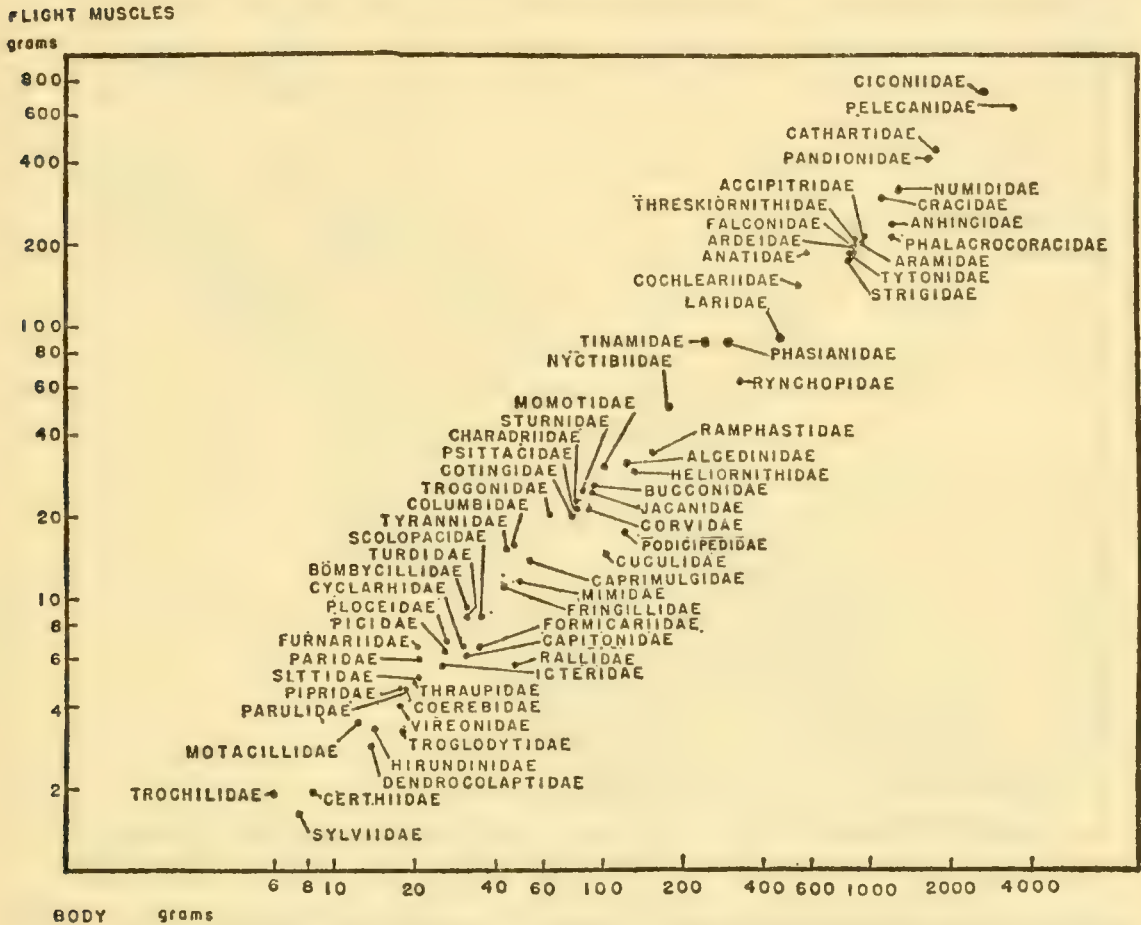 FLIGHT MUSCLES
grams
800
600
400
200
100
80
60
40
20
10
8
6
4
2
CICONIIDAE
PELECANIDAE
CATHARTIDAE
PANDIONIDAE
ACCIPITRIDAE
NUMIDIDAE
THRESKIORNITHIDAE
CRACIDAE
FALCONIDAE
ANHINGIDAE
ARDEIDAE
PHALAGROCORACIDAE
ANATIDAE
ARAMIDAE
TYTONIDAE
COCHLEARIIDAE
STRIGIDAE
LARIDAE
TINAMIDAE
PHASIANIDAE
NYCTIBIIDAE
RYNCHOPIDAE
MOMOTIDAE
STURNIDAE
RAMPHASTIDAE
CHARADRIIDAE
PSITTACIDAE
ALCEDINIDAE
COTINGIDAE
HELIORNITHIDAE
TROGONIDAE
BUCCONIDAE
COLUMBIDAE
JACANIDAE
TYRANNIDAE
CORVIDAE
SCOLOPACIDAE
PODICIPEDIDAE
TURDIDAE
CUCULIDAE
BOMBYCILLIDAE
CAPRIMULGIDAE
CYCLARHIDAE
MIMIDAE
PLOCEIDAE
FRINGILLIDAE
PICIDAE
FORMICARIIDAE
FURNARIIDAE
CAPITONIDAE
PARIDAE
RALLIDAE
SITTIDAE
ICTERIDAE
PIPRIDAE
THRAUPIDAE
PARULIDAE
COEREBIDAE
VIREONIDAE
MOTACILLIDAE
TROGLODYTIDAE
HIRUNDINIDAE
DENDROCOLAPTIDAE
TROCHILIDAE
CERTHIIDAE
SYLVIIDAE
6 8 10 20 40 60 100 200 400 600 1000 2000 4000
BODY grams